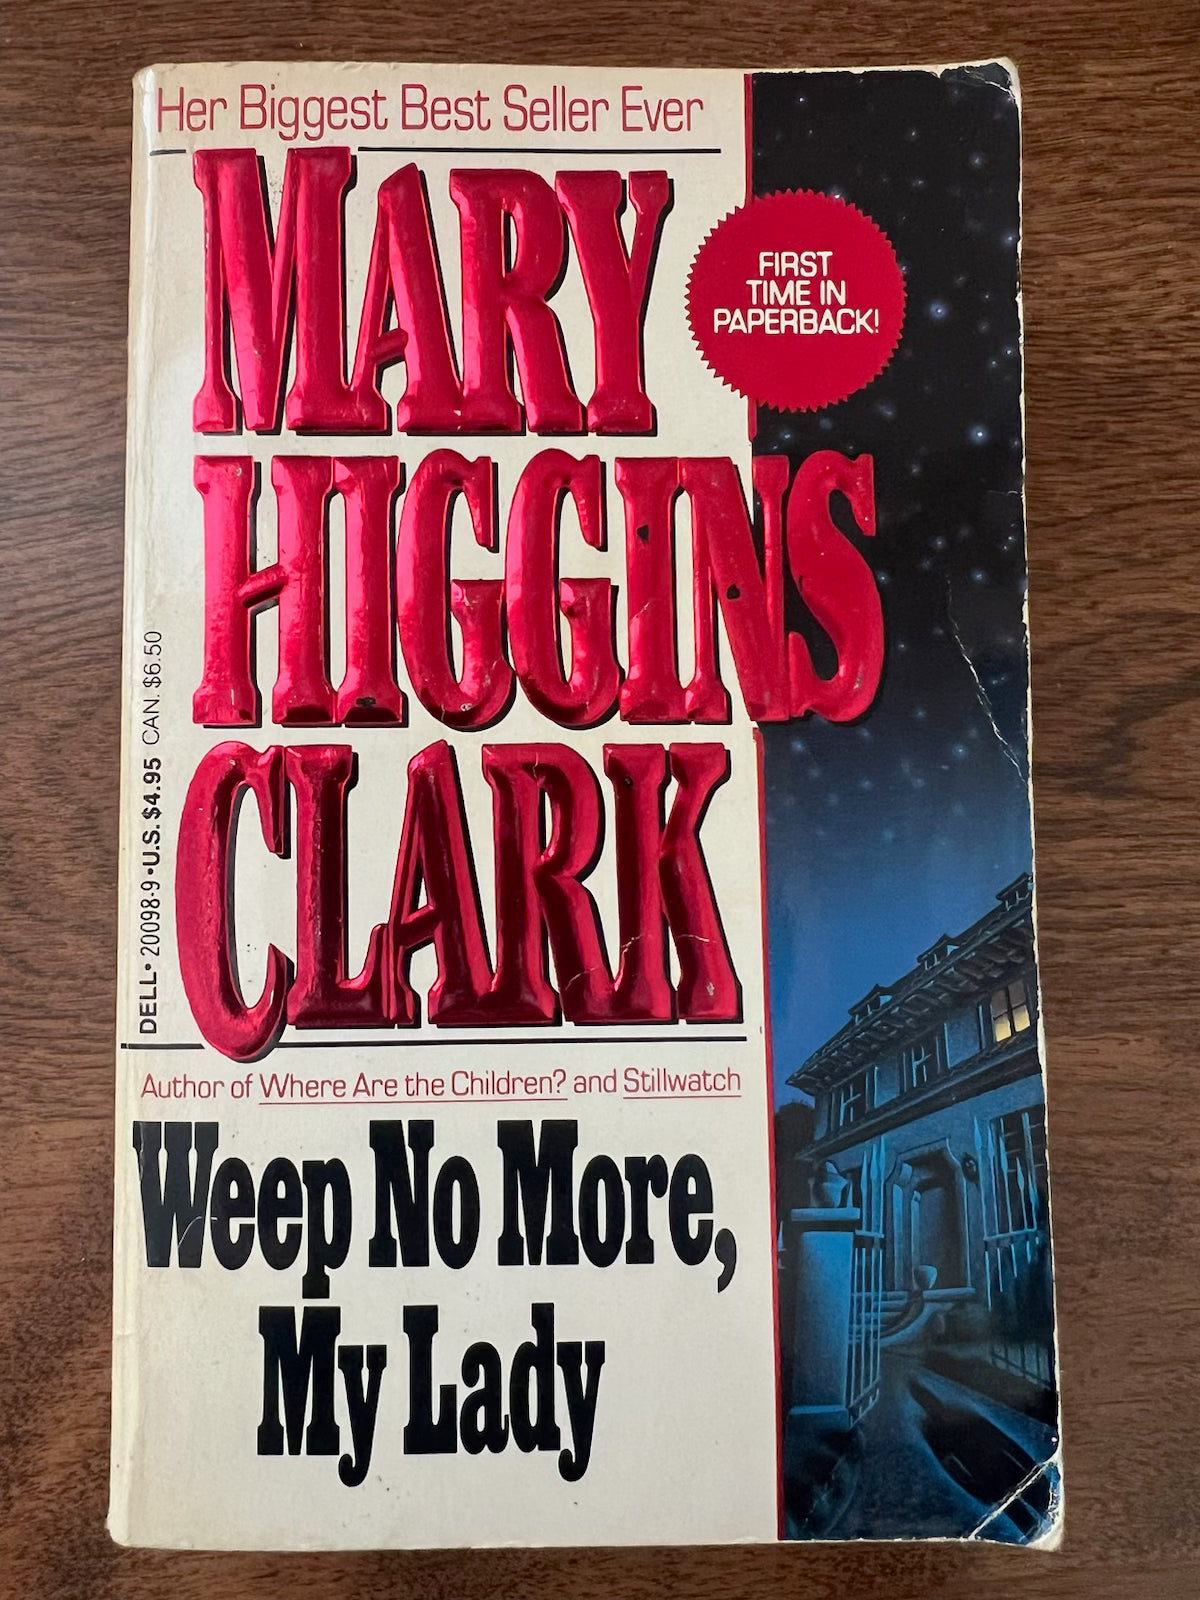 Her Biggest Best Seller Ever
MARY
HIGGINS
CLARK
FIRST
TIME IN
PAPERBACK!
DELL • 20098-9 • U.S. $4.95 CAN. $6.50
Author of Where Are the Children? and Stillwatch
Weep No More,
My Lady